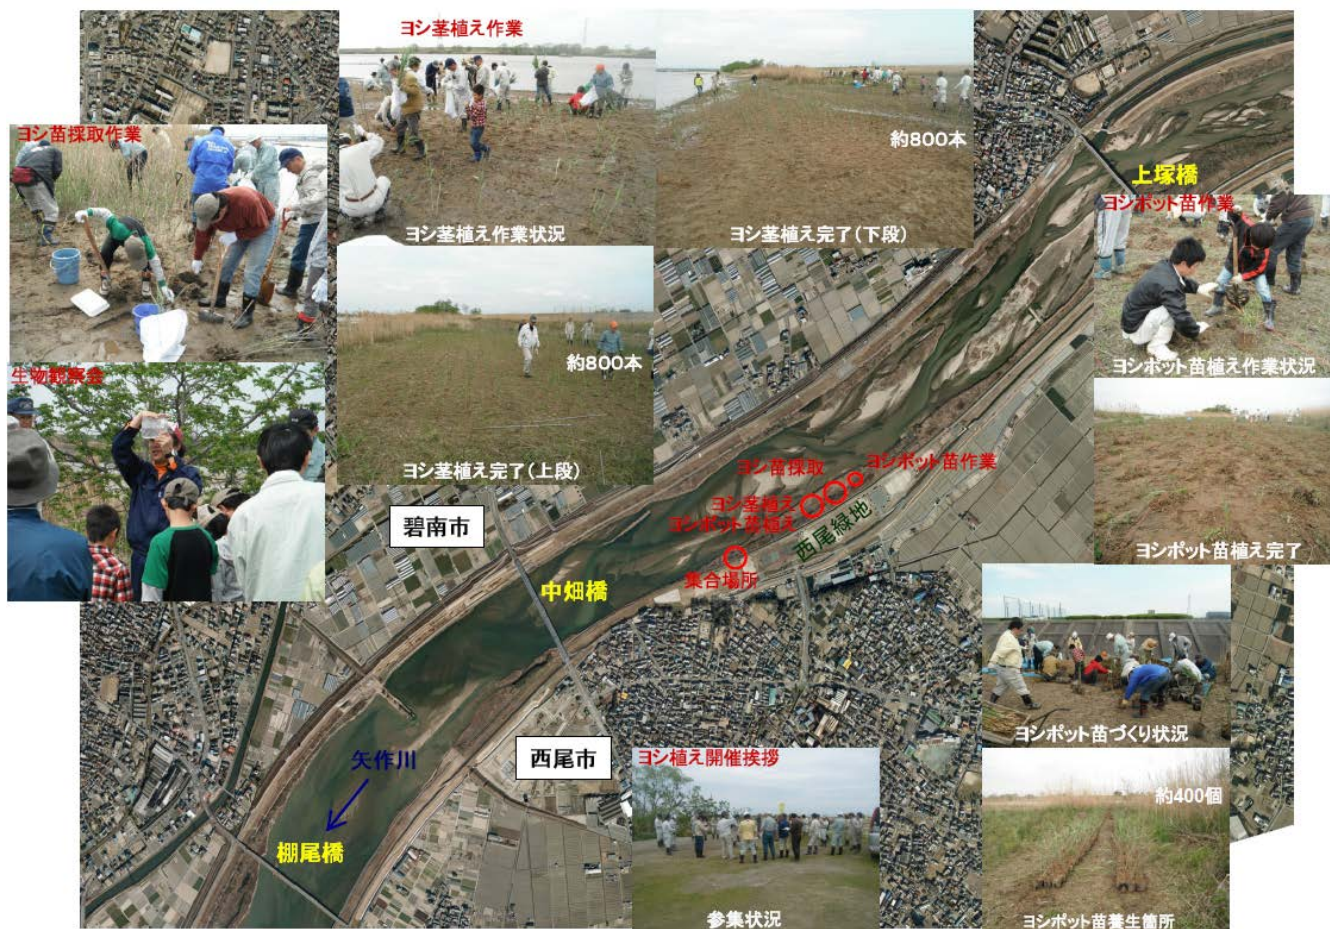 ヨシ茎植え作業
ヨシ茎植え作業状況
約800本
ヨシ茎植え完了(下段)
上塚橋
ヨシ苗採取作業
ヨシポット苗作業
ヨシポット苗植え作業状況
約800本
ヨシ茎植え完了(上段)
生物観察会
ヨシポット苗植え完了
ヨシ苗採取
ヨシポット苗作業
ヨシ茎植え
ヨシポット苗植え
西尾緑地
集合場所
碧南市
中畑橋
ヨシポット苗づくり状況
西尾市
矢作川
棚尾橋
ヨシ植え開催挨拶
参集状況
約400個
ヨシポット苗養生箇所